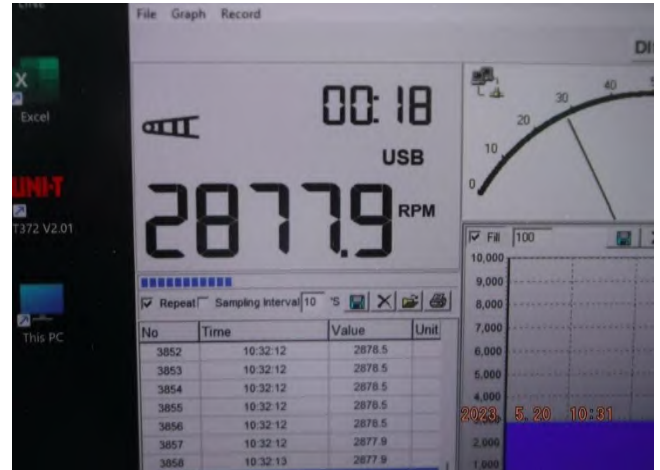 File Graph Record
Excel
UNI-T
T372 V2.01
This PC
00:18
USB
2877.9 RPM
0 10 20 30 40
Repeat Sampling Interval 10 'S
No Time Value Unit
3852 10:32:12 2878.5
3853 10:32:12 2878.5
3854 10:32:12 2878.5
3855 10:32:12 2878.5
3856 10:32:12 2878.5
3857 10:32:12 2877.9
3858 10:32:13 2877.9
Fill 100
10,000
9,000
8,000
7,000
6,000
5,000
4,000
2,000
1,000
2023. 5.20 10:31